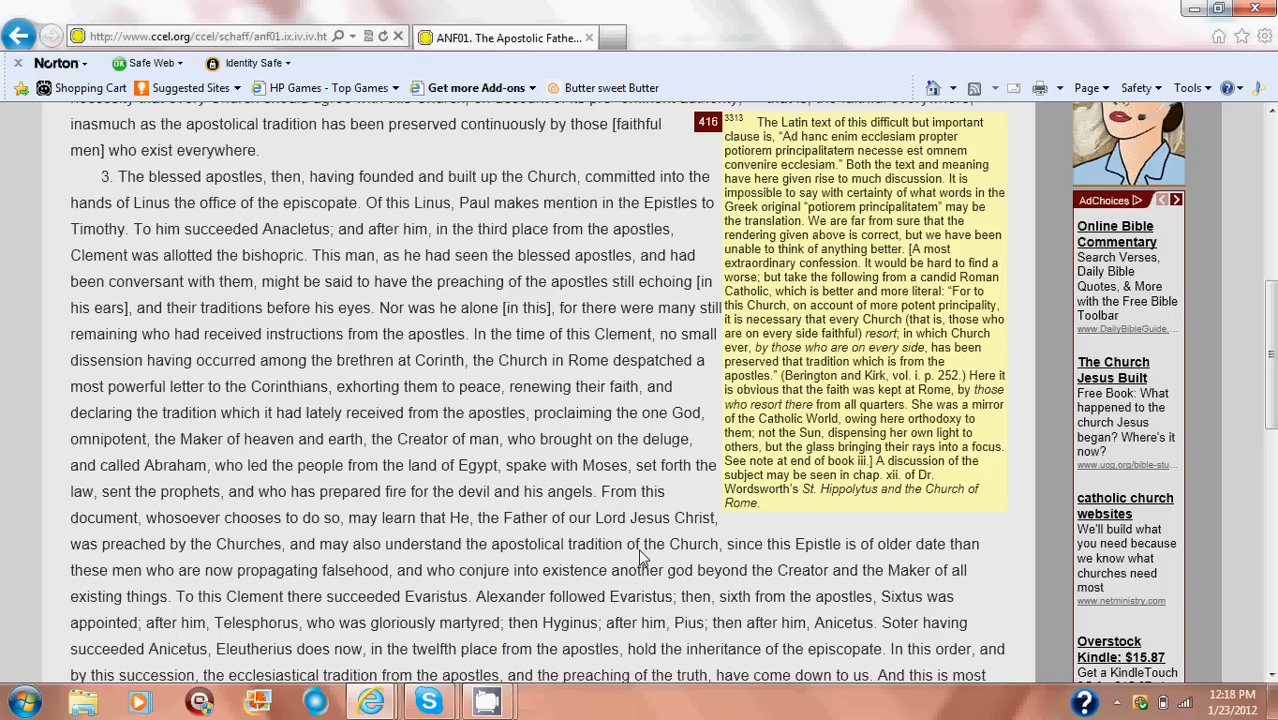 http://www.ccel.org/ccel/schaff/anf01.ix.iv.iv.ht
ANF01. The Apostolic Fathe...
Norton
Safe Web
Identity Safe
Shopping Cart
Suggested Sites
HP Games - Top Games
Get more Add-ons
Butter sweet Butter
Page
Safety
Tools
inasmuch as the apostolical tradition has been preserved continuously by those [faithful
men] who exist everywhere.
3. The blessed apostles, then, having founded and built up the Church, committed into the
hands of Linus the office of the episcopate. Of this Linus, Paul makes mention in the Epistles to
Timothy. To him succeeded Anacletus; and after him, in the third place from the apostles,
Clement was allotted the bishopric. This man, as he had seen the blessed apostles, and had
been conversant with them, might be said to have the preaching of the apostles still echoing [in
his ears], and their traditions before his eyes. Nor was he alone [in this], for there were many still
remaining who had received instructions from the apostles. In the time of this Clement, no small
dissension having occurred among the brethren at Corinth, the Church in Rome despatched a
most powerful letter to the Corinthians, exhorting them to peace, renewing their faith, and
declaring the tradition which it had lately received from the apostles, proclaiming the one God,
omnipotent, the Maker of heaven and earth, the Creator of man, who brought on the deluge,
and called Abraham, who led the people from the land of Egypt, spake with Moses, set forth the
law, sent the prophets, and who has prepared fire for the devil and his angels. From this
document, whosoever chooses to do so, may learn that He, the Father of our Lord Jesus Christ,
was preached by the Churches, and may also understand the apostolical tradition of the Church, since this Epistle is of older date than
these men who are now propagating falsehood, and who conjure into existence another god beyond the Creator and the Maker of all
existing things. To this Clement there succeeded Evaristus. Alexander followed Evaristus; then, sixth from the apostles, Sixtus was
appointed; after him, Telesphorus, who was gloriously martyred; then Hyginus; after him, Pius; then after him, Anicetus. Soter having
succeeded Anicetus, Eleutherius does now, in the twelfth place from the apostles, hold the inheritance of the episcopate. In this order, and
by this succession, the ecclesiastical tradition from the apostles, and the preaching of the truth, have come down to us. And this is most
416
3313 The Latin text of this difficult but important
clause is, “Ad hanc enim ecclesiam propter
potiorem principalitatem necesse est omnem
convenire ecclesiam.” Both the text and meaning
have here given rise to much discussion. It is
impossible to say with certainty of what words in the
Greek original “potiorem principalitatem” may be
the translation. We are far from sure that the
rendering given above is correct, but we have been
unable to think of anything better. [A most
extraordinary confession. It would be hard to find a
worse; but take the following from a candid Roman
Catholic, which is better and more literal: “For to
this Church, on account of more potent principality,
it is necessary that every Church (that is, those who
are on every side faithful) resort; in which Church
ever, by those who are on every side, has been
preserved that tradition which is from the
apostles.” (Berington and Kirk, vol. i. p. 252.) Here it
is obvious that the faith was kept at Rome, by those
who resort there from all quarters. She was a mirror
of the Catholic World, owing here orthodoxy to
them; not the Sun, dispensing her own light to
others, but the glass bringing their rays into a focus.
See note at end of book iii.] A discussion of the
subject may be seen in chap. xii. of Dr.
Wordsworth’s St. Hippolytus and the Church of
Rome.
AdChoices
Online Bible
Commentary
Search Verses,
Daily Bible
Quotes, & More
with the Free Bible
Toolbar
www.DailyBibleGuide....
The Church
Jesus Built
Free Book: What
happened to the
church Jesus
began? Where's it
now?
www.ucg.org/bible-stu...
catholic church
websites
We'll build what
you need because
we know what
churches need
most
www.netministry.com
Overstock
Kindle: $15.87
Get a KindleTouch
12:18 PM
1/23/2012